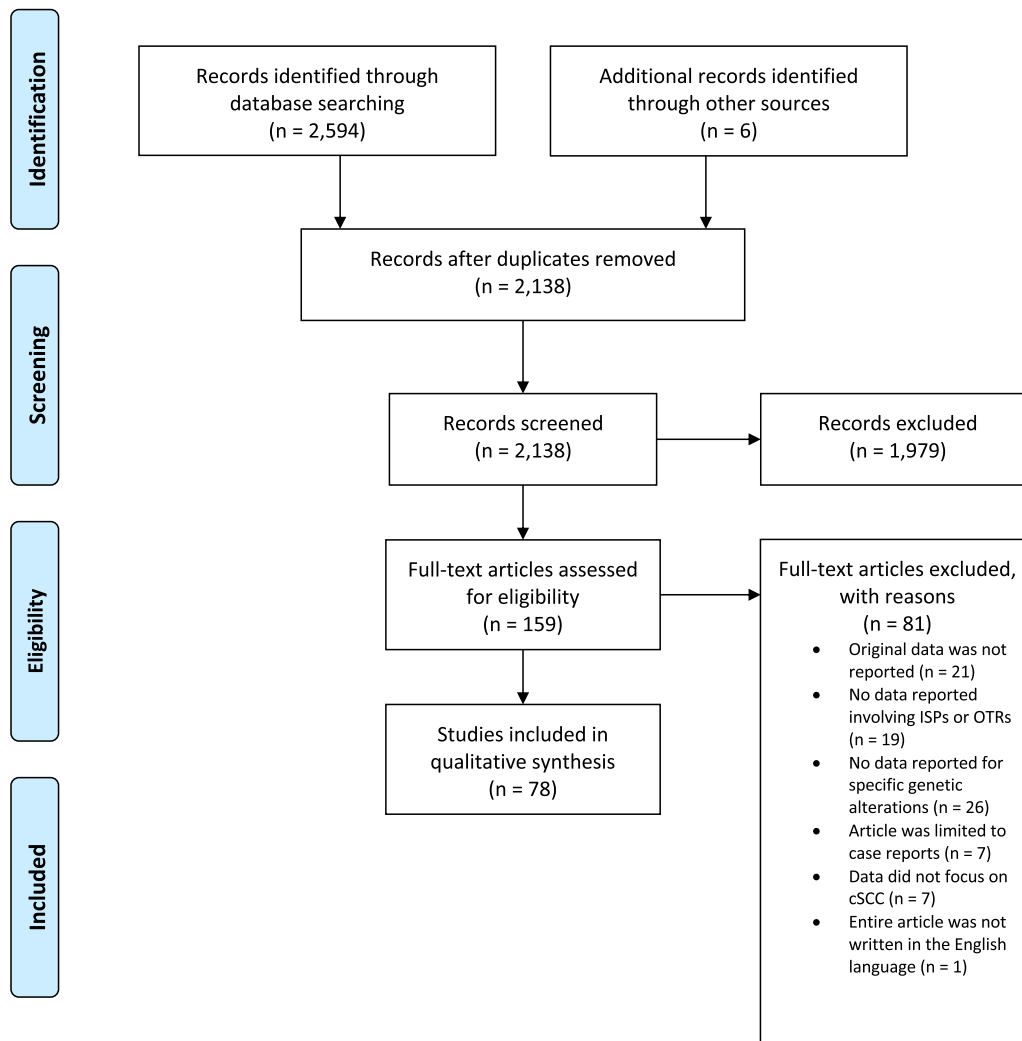 Identification
Records identified through
database searching
(n = 2,594)
Additional records identified
through other sources
(n = 6)
Records after duplicates removed
(n = 2,138)
Screening
Records screened
(n = 2,138)
Records excluded
(n = 1,979)
Eligibility
Full-text articles assessed
for eligibility
(n = 159)
Full-text articles excluded,
with reasons
(n = 81)
• Original data was not
reported (n = 21)
• No data reported
involving ISPs or OTRs
(n = 19)
• No data reported for
specific genetic
alterations (n = 26)
• Article was limited to
case reports (n = 7)
• Data did not focus on
cSCC (n = 7)
• Entire article was not
written in the English
language (n = 1)
Included
Studies included in
qualitative synthesis
(n = 78)